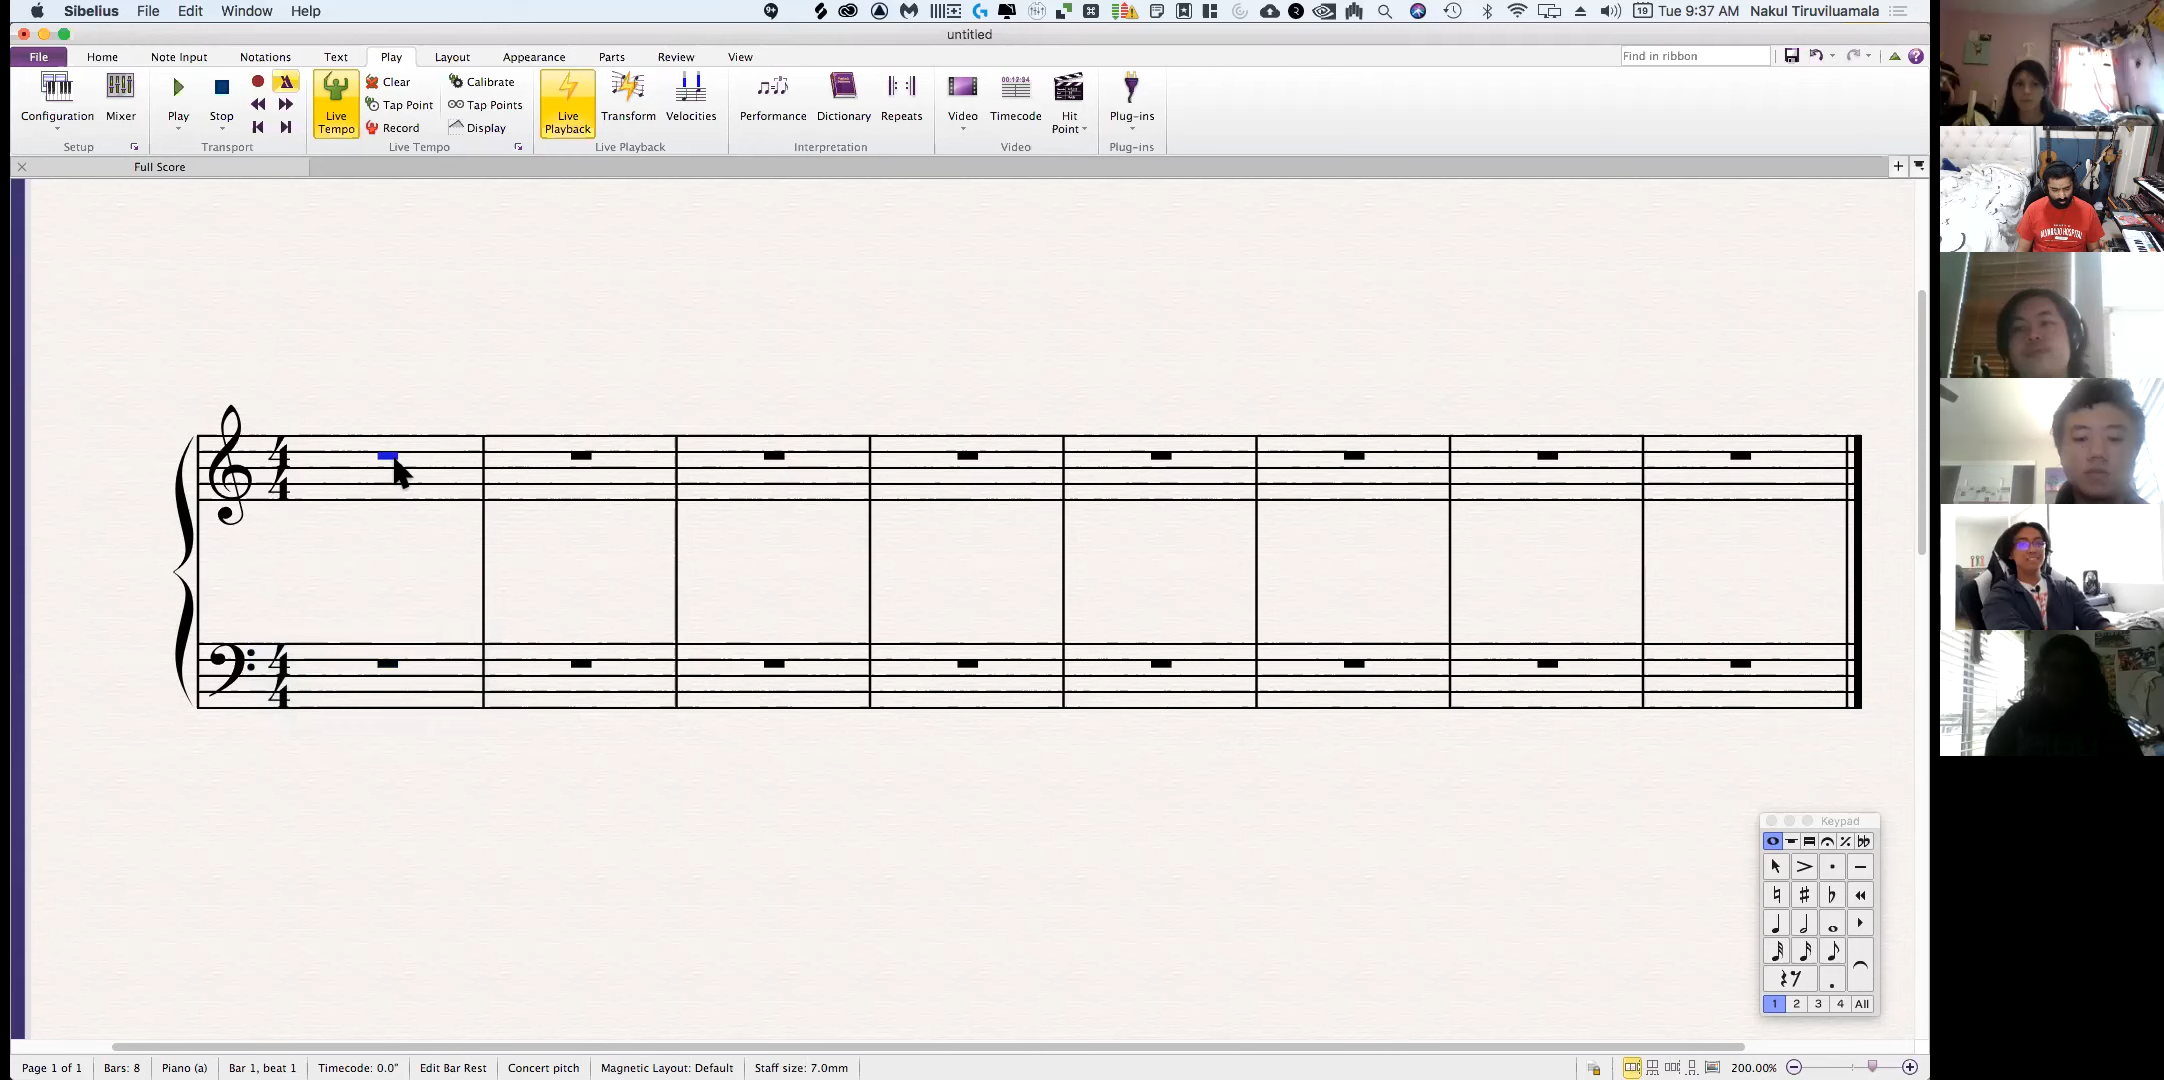 Sibelius File Edit Window Help 19 Tue 9:37 AM Nakul Tiruviluamala
untitled
File Home Note Input Notations Text Play Layout Appearance Parts Review View Find in ribbon
Configuration Mixer Play Stop Live Tempo Clear Calibrate Live Playback Transform Velocities Performance Dictionary Repeats Video Timecode Hit Point Plug-ins
Tap Point Tap Points
Record Display
Setup Transport Live Tempo Live Playback Interpretation Video Plug-ins
Full Score
ALVARADO HOSPITAL
Keypad
1 2 3 4 All
Page 1 of 1 Bars: 8 Piano (a) Bar 1, beat 1 Timecode: 0.0" Edit Bar Rest Concert pitch Magnetic Layout: Default Staff size: 7.0mm 200.00%